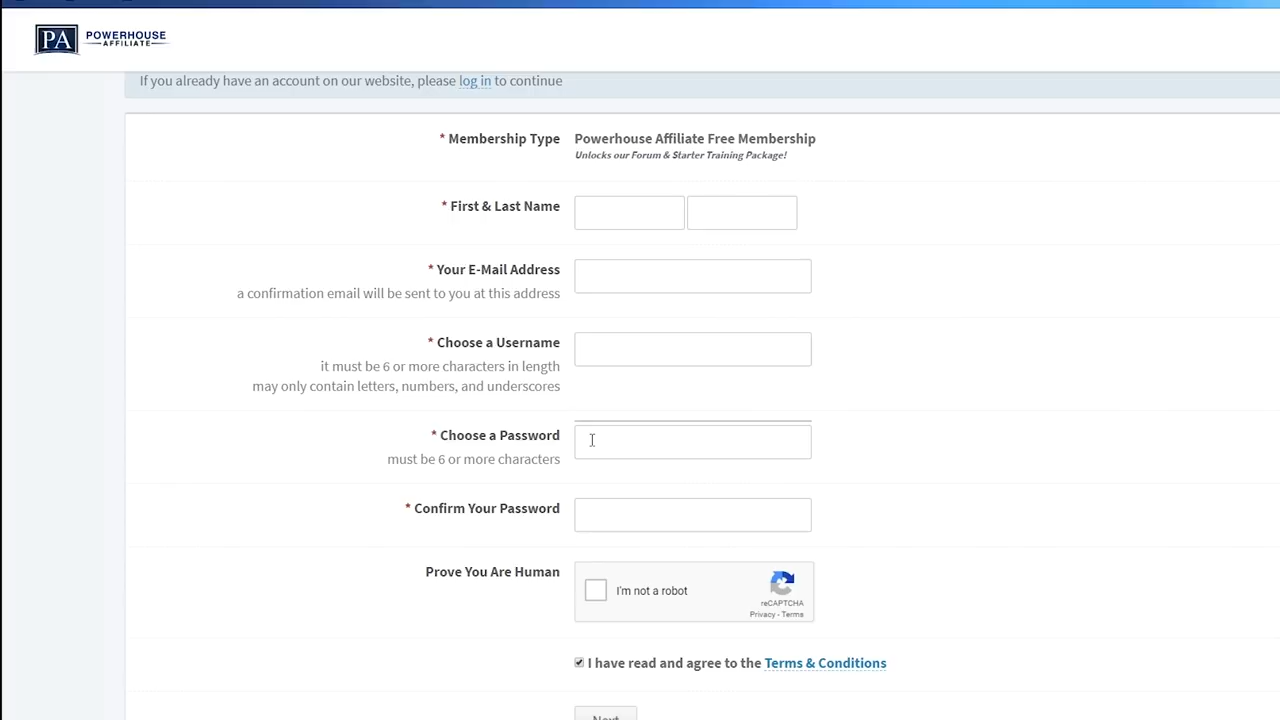 PA POWERHOUSE
AFFILIATE
If you already have an account on our website, please log in to continue
* Membership Type
Powerhouse Affiliate Free Membership
Unlocks our Forum & Starter Training Package!
* First & Last Name
* Your E-Mail Address
a confirmation email will be sent to you at this address
* Choose a Username
it must be 6 or more characters in length
may only contain letters, numbers, and underscores
* Choose a Password
must be 6 or more characters
* Confirm Your Password
Prove You Are Human
I'm not a robot
reCAPTCHA
Privacy - Terms
I have read and agree to the Terms & Conditions
Next